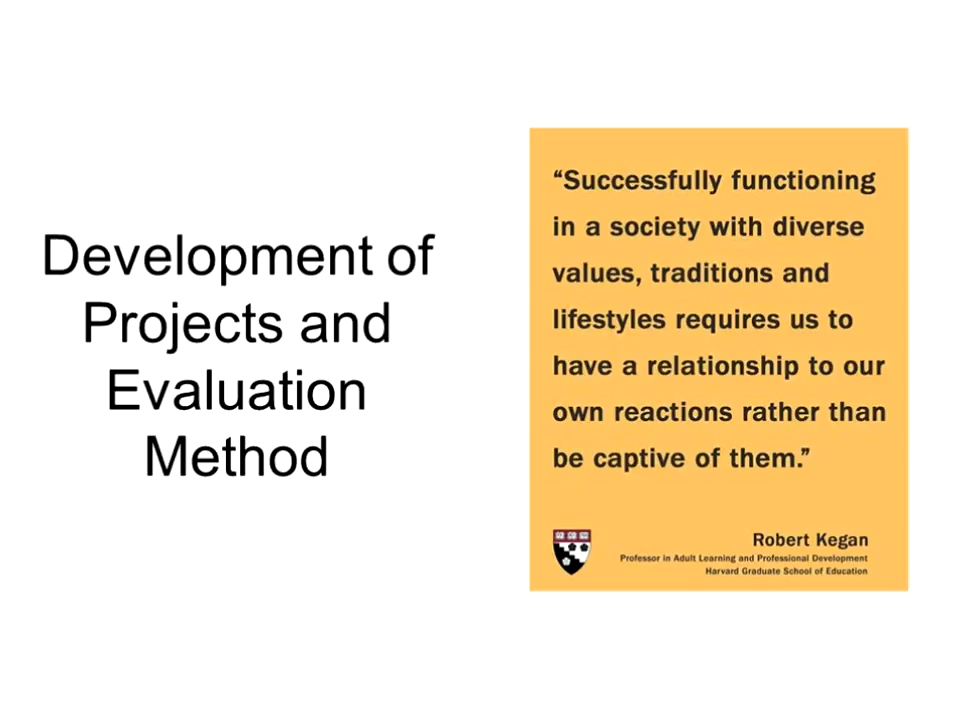 Development of
Projects and
Evaluation
Method
“Successfully functioning
in a society with diverse
values, traditions and
lifestyles requires us to
have a relationship to our
own reactions rather than
be captive of them.”
Robert Kegan
Professor in Adult Learning and Professional Development
Harvard Graduate School of Education